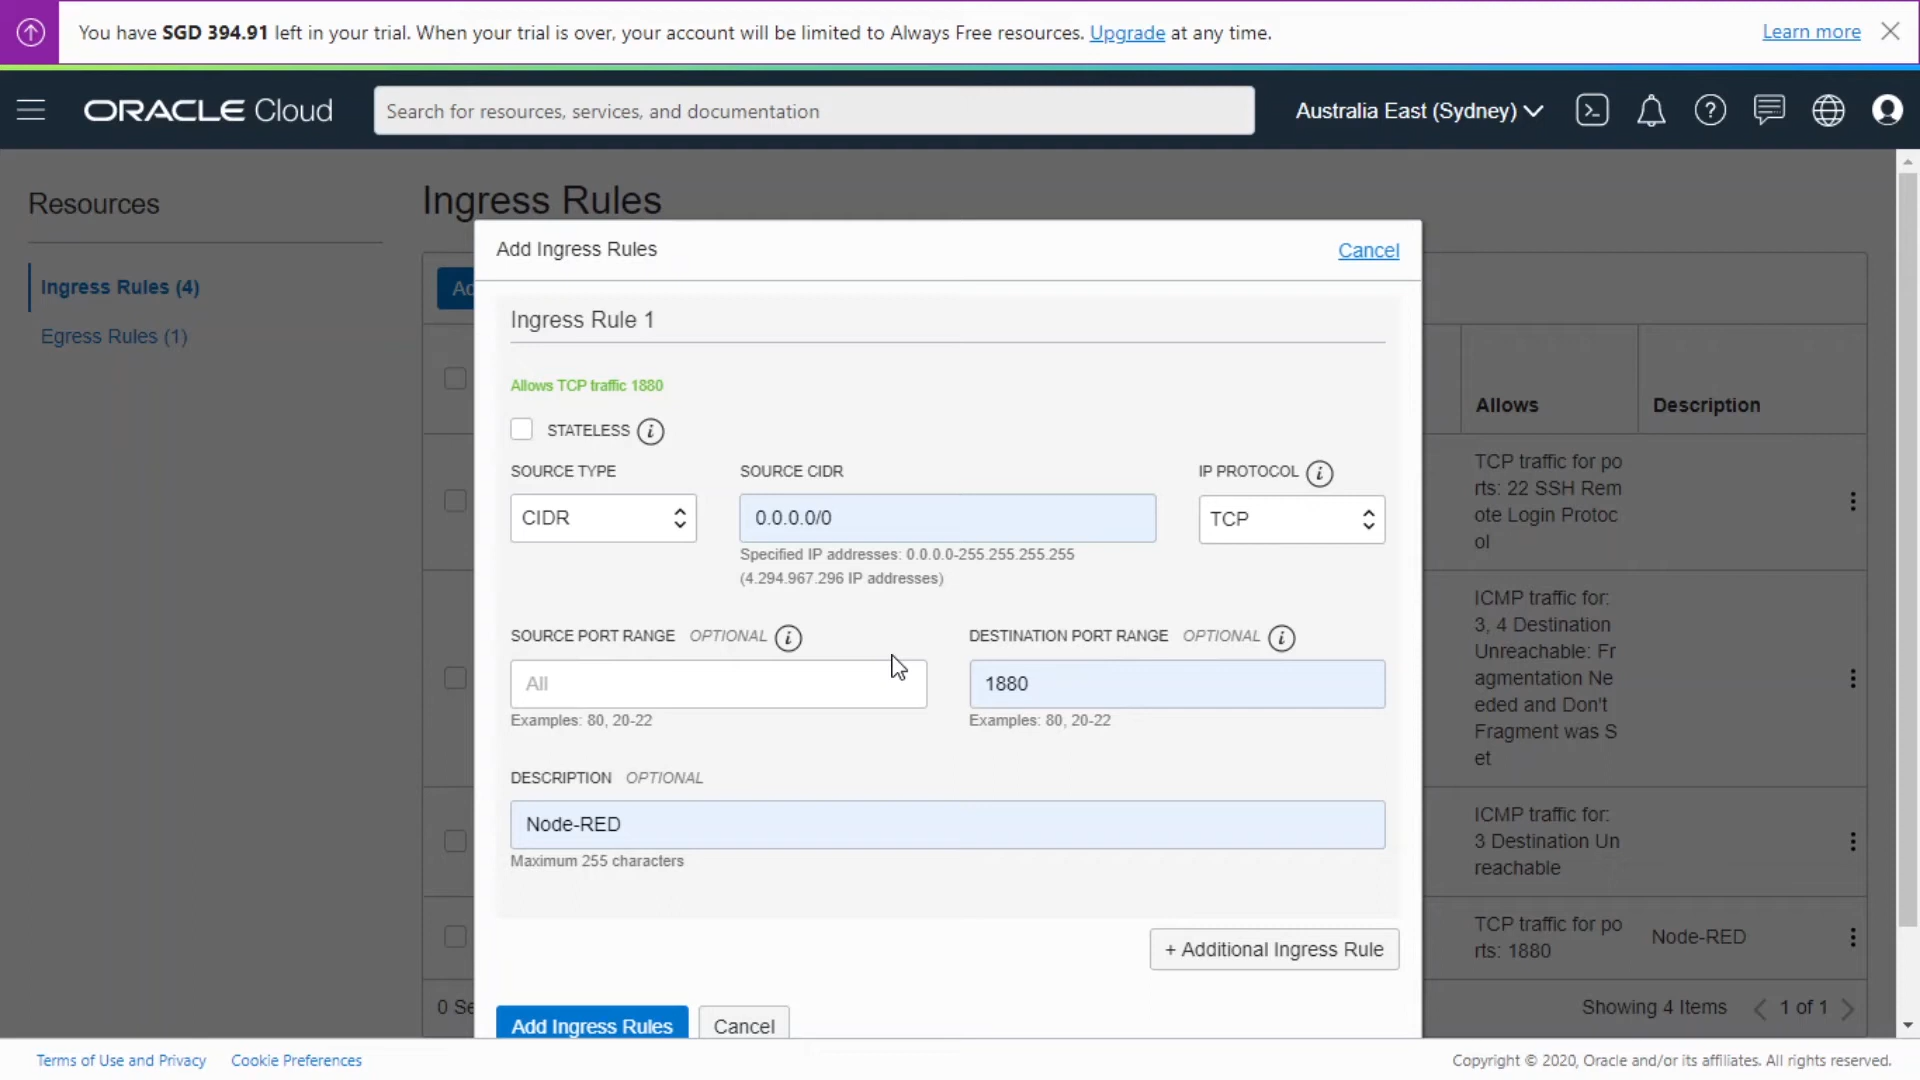 You have SGD 394.91 left in your trial. When your trial is over, your account will be limited to Always Free resources. Upgrade at any time.
Learn more
ORACLE Cloud
Search for resources, services, and documentation
Australia East (Sydney)
Resources
Ingress Rules (4)
Egress Rules (1)
Ingress Rules
Ad
Add Ingress Rules
Cancel
Ingress Rule 1
Allows TCP traffic 1880
STATELESS
SOURCE TYPE
SOURCE CIDR
IP PROTOCOL
CIDR
0.0.0.0/0
TCP
Specified IP addresses: 0.0.0.0-255.255.255.255
(4.294.967.296 IP addresses)
SOURCE PORT RANGE OPTIONAL
DESTINATION PORT RANGE OPTIONAL
All
1880
Examples: 80, 20-22
Examples: 80, 20-22
DESCRIPTION OPTIONAL
Node-RED
Maximum 255 characters
+ Additional Ingress Rule
Add Ingress Rules
Cancel
Allows
Description
TCP traffic for po
rts: 22 SSH Rem
ote Login Protoc
ol
ICMP traffic for:
3, 4 Destination
Unreachable: Fr
agmentation Ne
eded and Don't
Fragment was S
et
ICMP traffic for:
3 Destination Un
reachable
TCP traffic for po
rts: 1880
Node-RED
0 Se
Showing 4 Items
1 of 1
Terms of Use and Privacy
Cookie Preferences
Copyright © 2020, Oracle and/or its affiliates. All rights reserved.